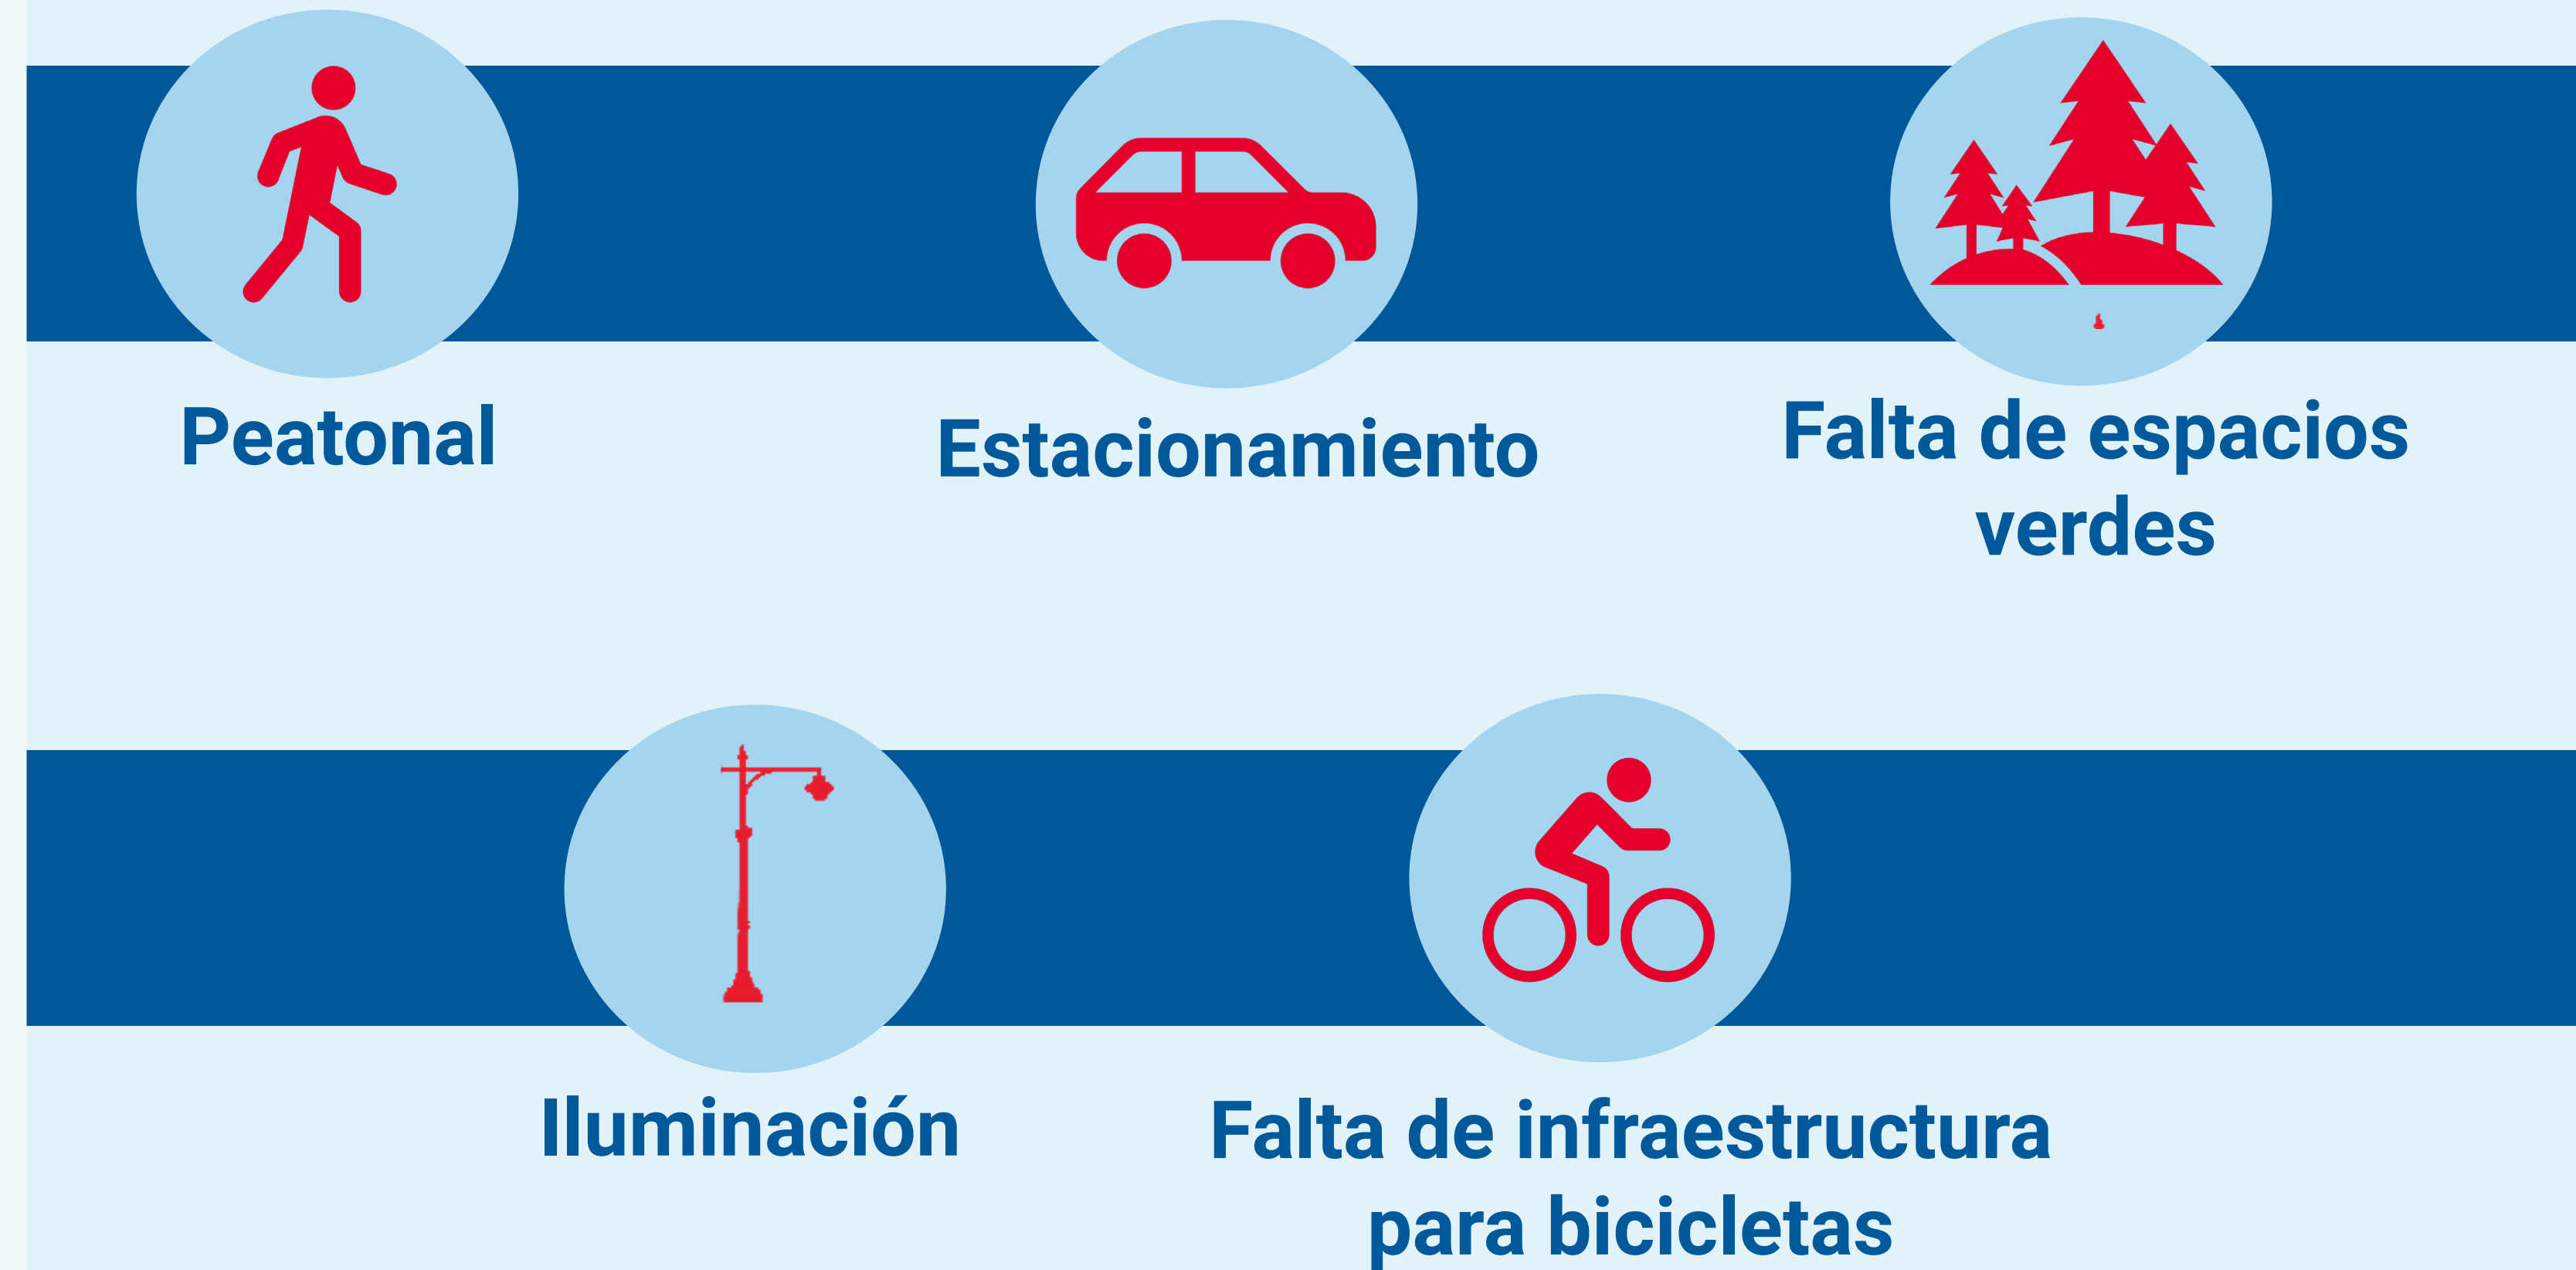 Peatonal
Estacionamiento
Falta de espacios
verdes
Iluminación
Falta de infraestructura
para bicicletas